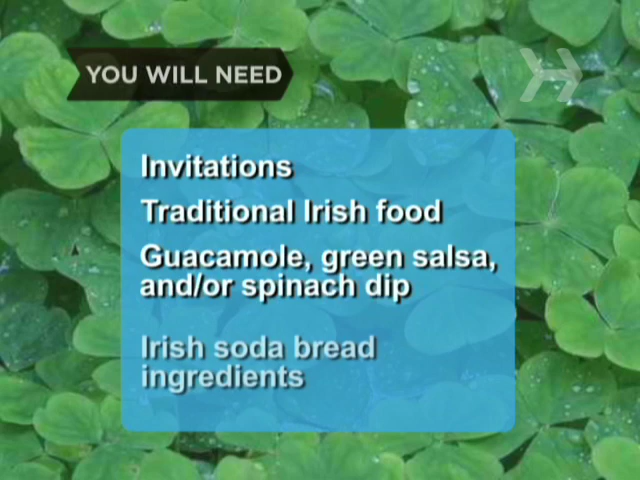 YOU WILL NEED
Invitations
Traditional Irish food
Guacamole, green salsa,
and/or spinach dip
Irish soda bread
ingredients